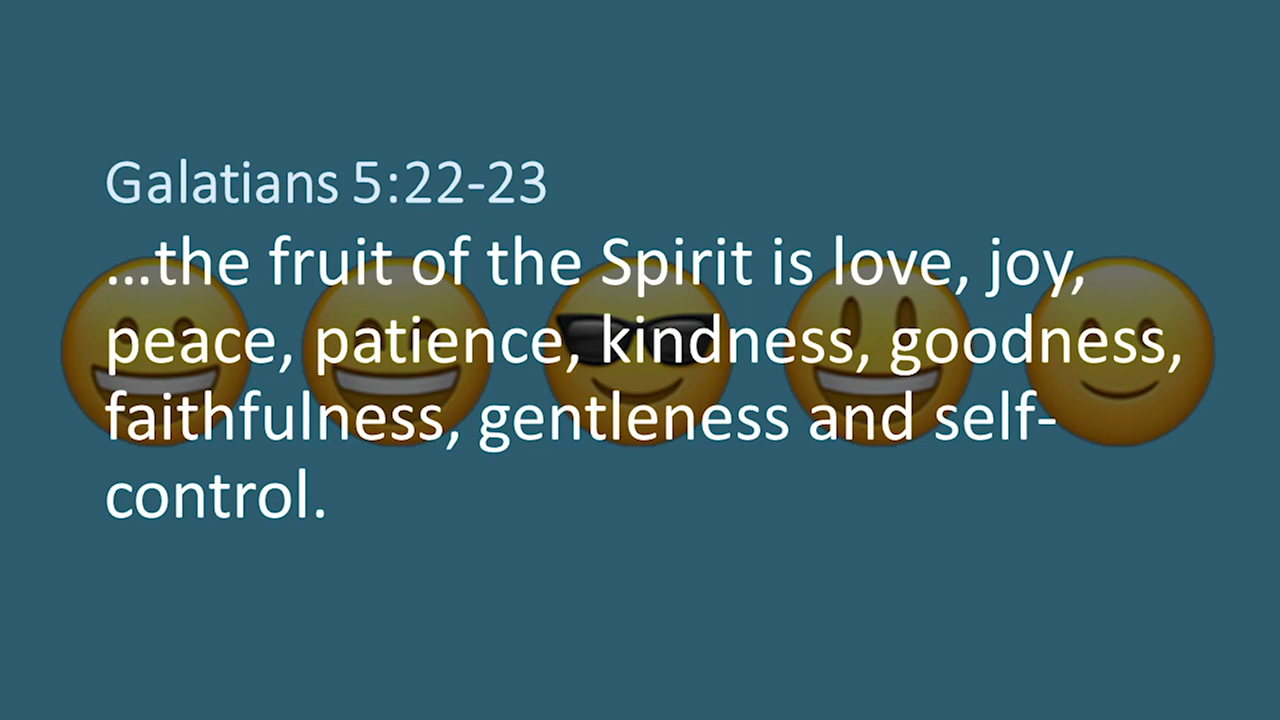 Galatians 5:22-23
...the fruit of the Spirit is love, joy,
peace, patience, kindness, goodness,
faithfulness, gentleness and self-
control.